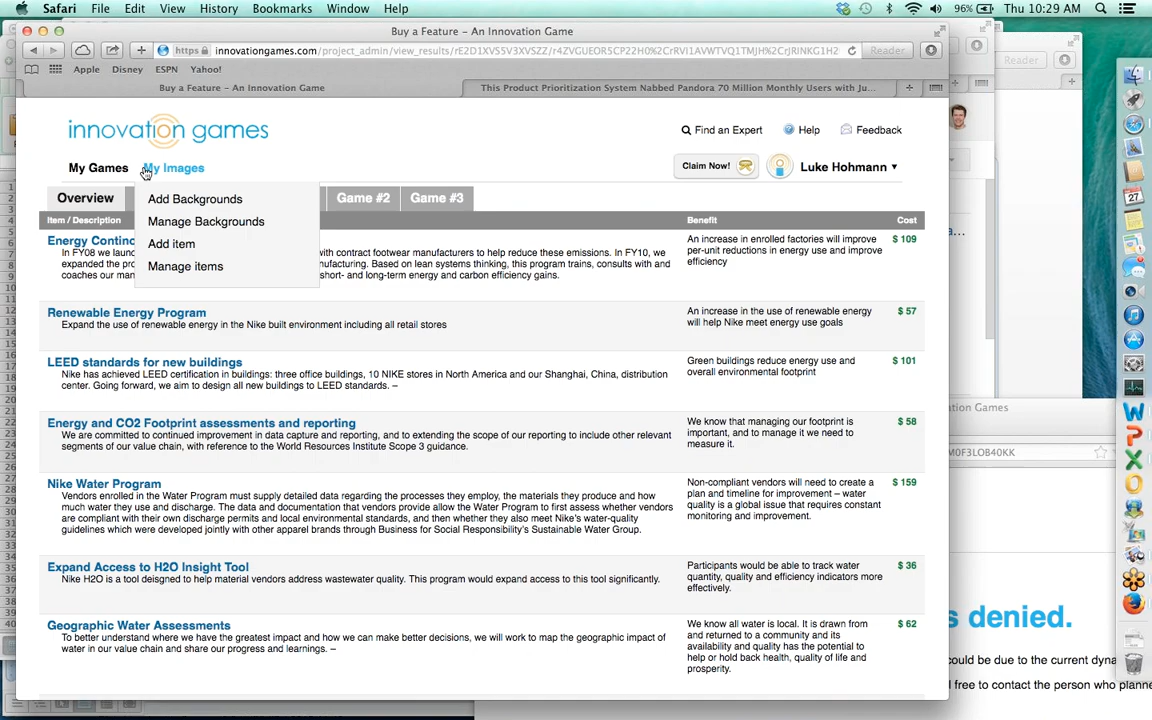 Safari File Edit View History Bookmarks Window Help 96% Thu 10:29 AM
Buy a Feature – An Innovation Game
https innovationgames.com/project_admin/view_results/ Reader
Reader
Apple Disney ESPN Yahoo!
Buy a Feature – An Innovation Game This Product Prioritization System Nabbed Pandora 70 Million Monthly Users with Ju...
innovation games
Find an Expert Help Feedback
My Games My Images Claim Now! Luke Hohmann
Overview Game #2 Game #3
Add Backgrounds
Manage Backgrounds
Add item
Manage items
Item / Description Benefit Cost
Energy
In FY08 we with contract footwear manufacturers to help reduce these emissions. In FY10, we
expanded the Based on lean systems thinking, this program trains, consults with and
coaches our short- and long-term energy and carbon efficiency gains.
An increase in enrolled factories will improve
per-unit reductions in energy use and improve
efficiency
$ 109
Renewable Energy Program
Expand the use of renewable energy in the Nike built environment including all retail stores
An increase in the use of renewable energy
will help Nike meet energy use goals
$ 57
LEED standards for new buildings
Nike has achieved LEED certification in buildings: three office buildings, 10 NIKE stores in North America and our Shanghai, China, distribution
center. Going forward, we aim to design all new buildings to LEED standards. –
Green buildings reduce energy use and
overall environmental footprint
$ 101
Energy and CO2 Footprint assessments and reporting
We are committed to continued improvement in data capture and reporting, and to extending the scope of our reporting to include other relevant
segments of our value chain, with reference to the World Resources Institute Scope 3 guidance.
We know that managing our footprint is
important, and to manage it we need to
measure it.
$ 58
Nike Water Program
Vendors enrolled in the Water Program must supply detailed data regarding the processes they employ, the materials they produce and how
much water they use and discharge. The data and documentation that vendors provide allow the Water Program to first assess whether vendors
are compliant with their own discharge permits and local environmental standards, and then whether they also meet Nike's water-quality
guidelines which were developed jointly with other apparel brands through Business for Social Responsibility's Sustainable Water Group.
Non-compliant vendors will need to create a
plan and timeline for improvement – water
quality is a global issue that requires constant
monitoring and improvement.
$ 159
Expand Access to H2O Insight Tool
Nike H2O is a tool deisgned to help material vendors address wastewater quality. This program would expand access to this tool significantly.
Participants would be able to track water
quantity, quality and efficiency indicators more
effectively.
$ 36
Geographic Water Assessments
To better understand where we have the greatest impact and how we can make better decisions, we will work to map the geographic impact of
water in our value chain and share our progress and learnings. –
We know all water is local. It is drawn from
and returned to a community and its
availability and quality has the potential to
help or hold back health, quality of life and
prosperity.
$ 62
ation Games
M0F3LOB40KK
s denied.
could be due to the current dyna
free to contact the person who planne